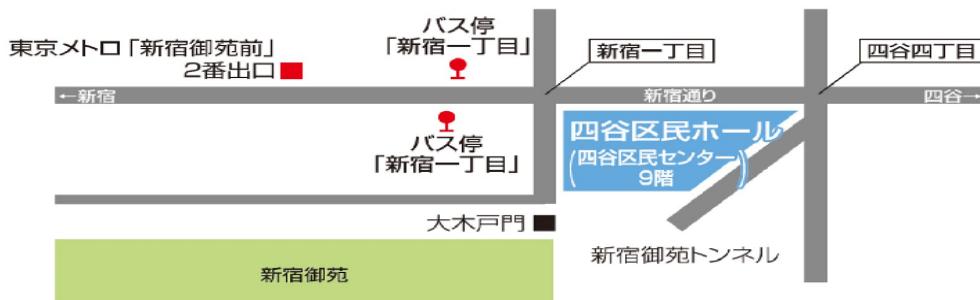 バス停
「新宿一丁目」
東京メトロ「新宿御苑前」
2番出口
新宿一丁目
四谷四丁目
←新宿
新宿通り
四谷→
バス停
「新宿一丁目」
四谷区民ホール
(四谷区民センター)
9階
大木戸門
新宿御苑トンネル
新宿御苑